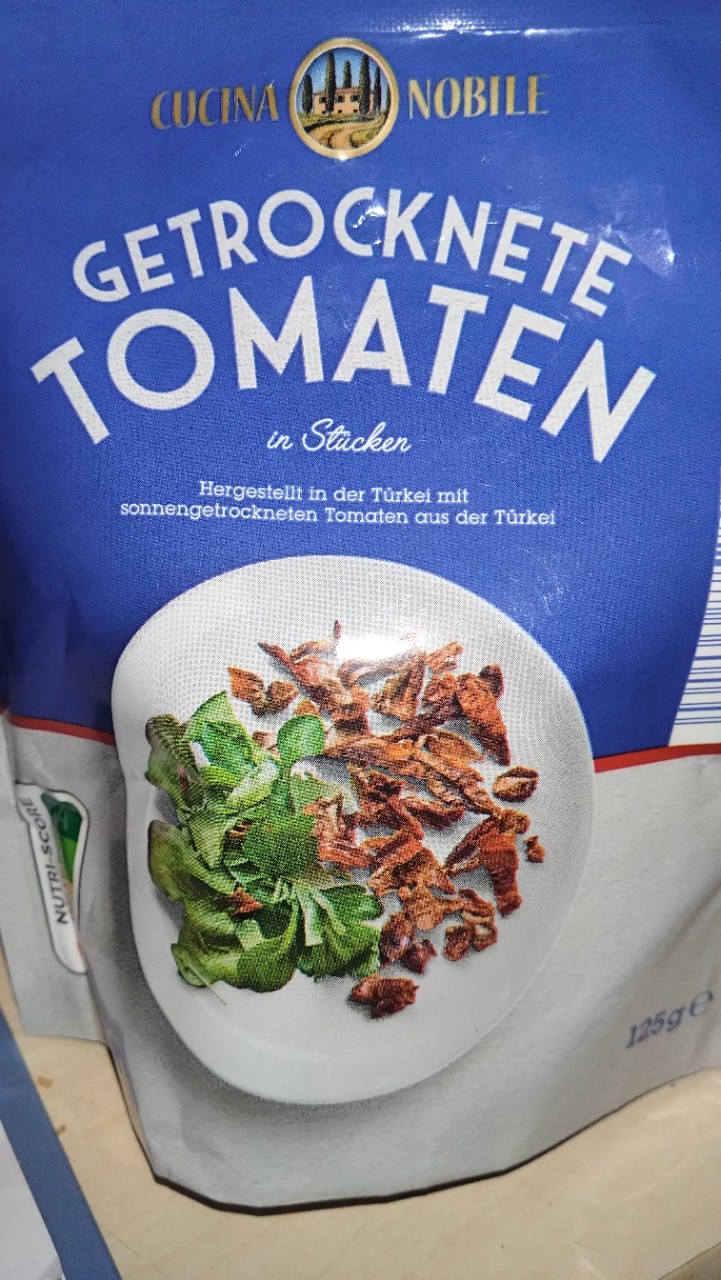 CUCINA NOBILE
GETROCKNETE
TOMATEN
in Stücken
Hergestellt in der Türkei mit
sonnengetrockneten Tomaten aus der Türkei
NUTRI-SCORE
125g e